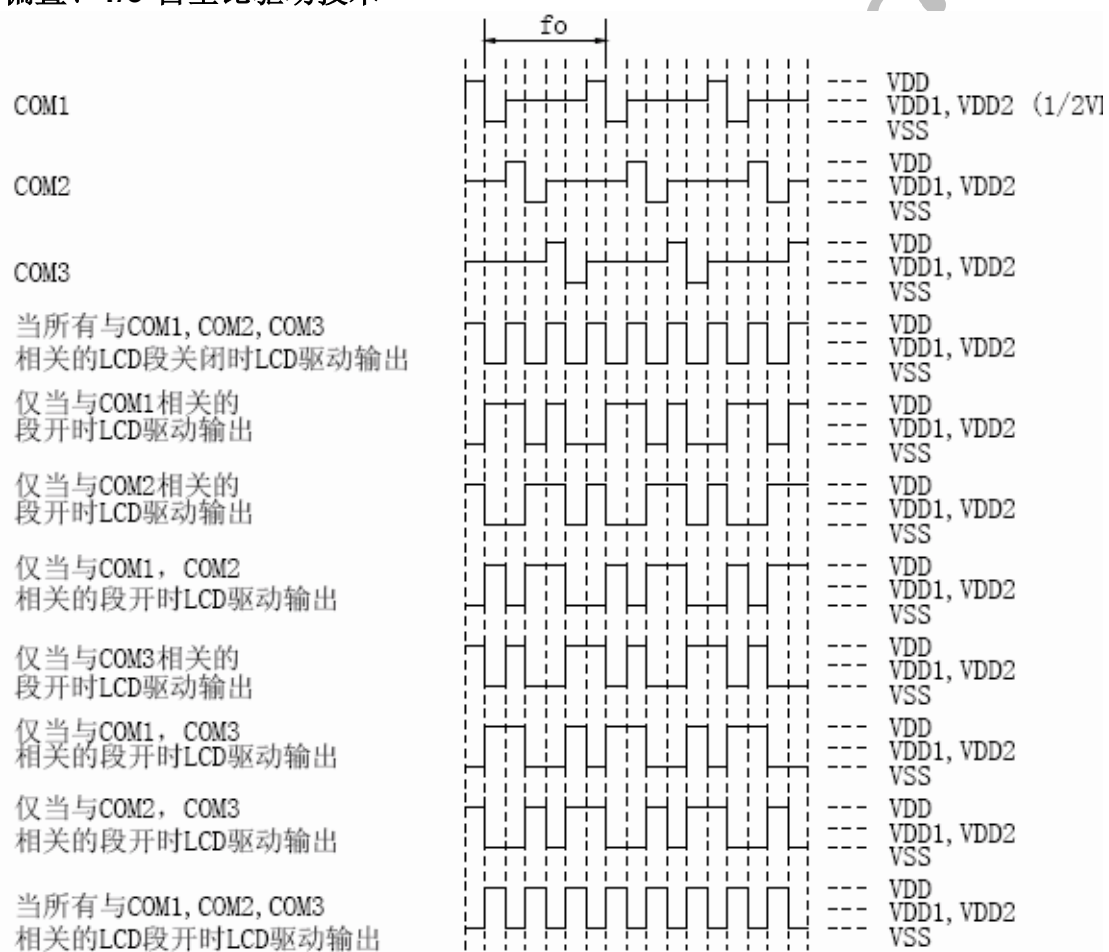 fo
COM1
VDD
VDD1, VDD2 (1/2V
VSS
COM2
VDD
VDD1, VDD2
VSS
COM3
VDD
VDD1, VDD2
VSS
当所有与COM1, COM2, COM3
相关的LCD段关闭时LCD驱动输出
VDD
VDD1, VDD2
VSS
仅当与COM1相关的
段开时LCD驱动输出
VDD
VDD1, VDD2
VSS
仅当与COM2相关的
段开时LCD驱动输出
VDD
VDD1, VDD2
VSS
仅当与COM1, COM2
相关的段开时LCD驱动输出
VDD
VDD1, VDD2
VSS
仅当与COM3相关的
段开时LCD驱动输出
VDD
VDD1, VDD2
VSS
仅当与COM1, COM3
相关的段开时LCD驱动输出
VDD
VDD1, VDD2
VSS
仅当与COM2, COM3
相关的段开时LCD驱动输出
VDD
VDD1, VDD2
VSS
当所有与COM1, COM2, COM3
相关的LCD段开时LCD驱动输出
VDD
VDD1, VDD2
VSS